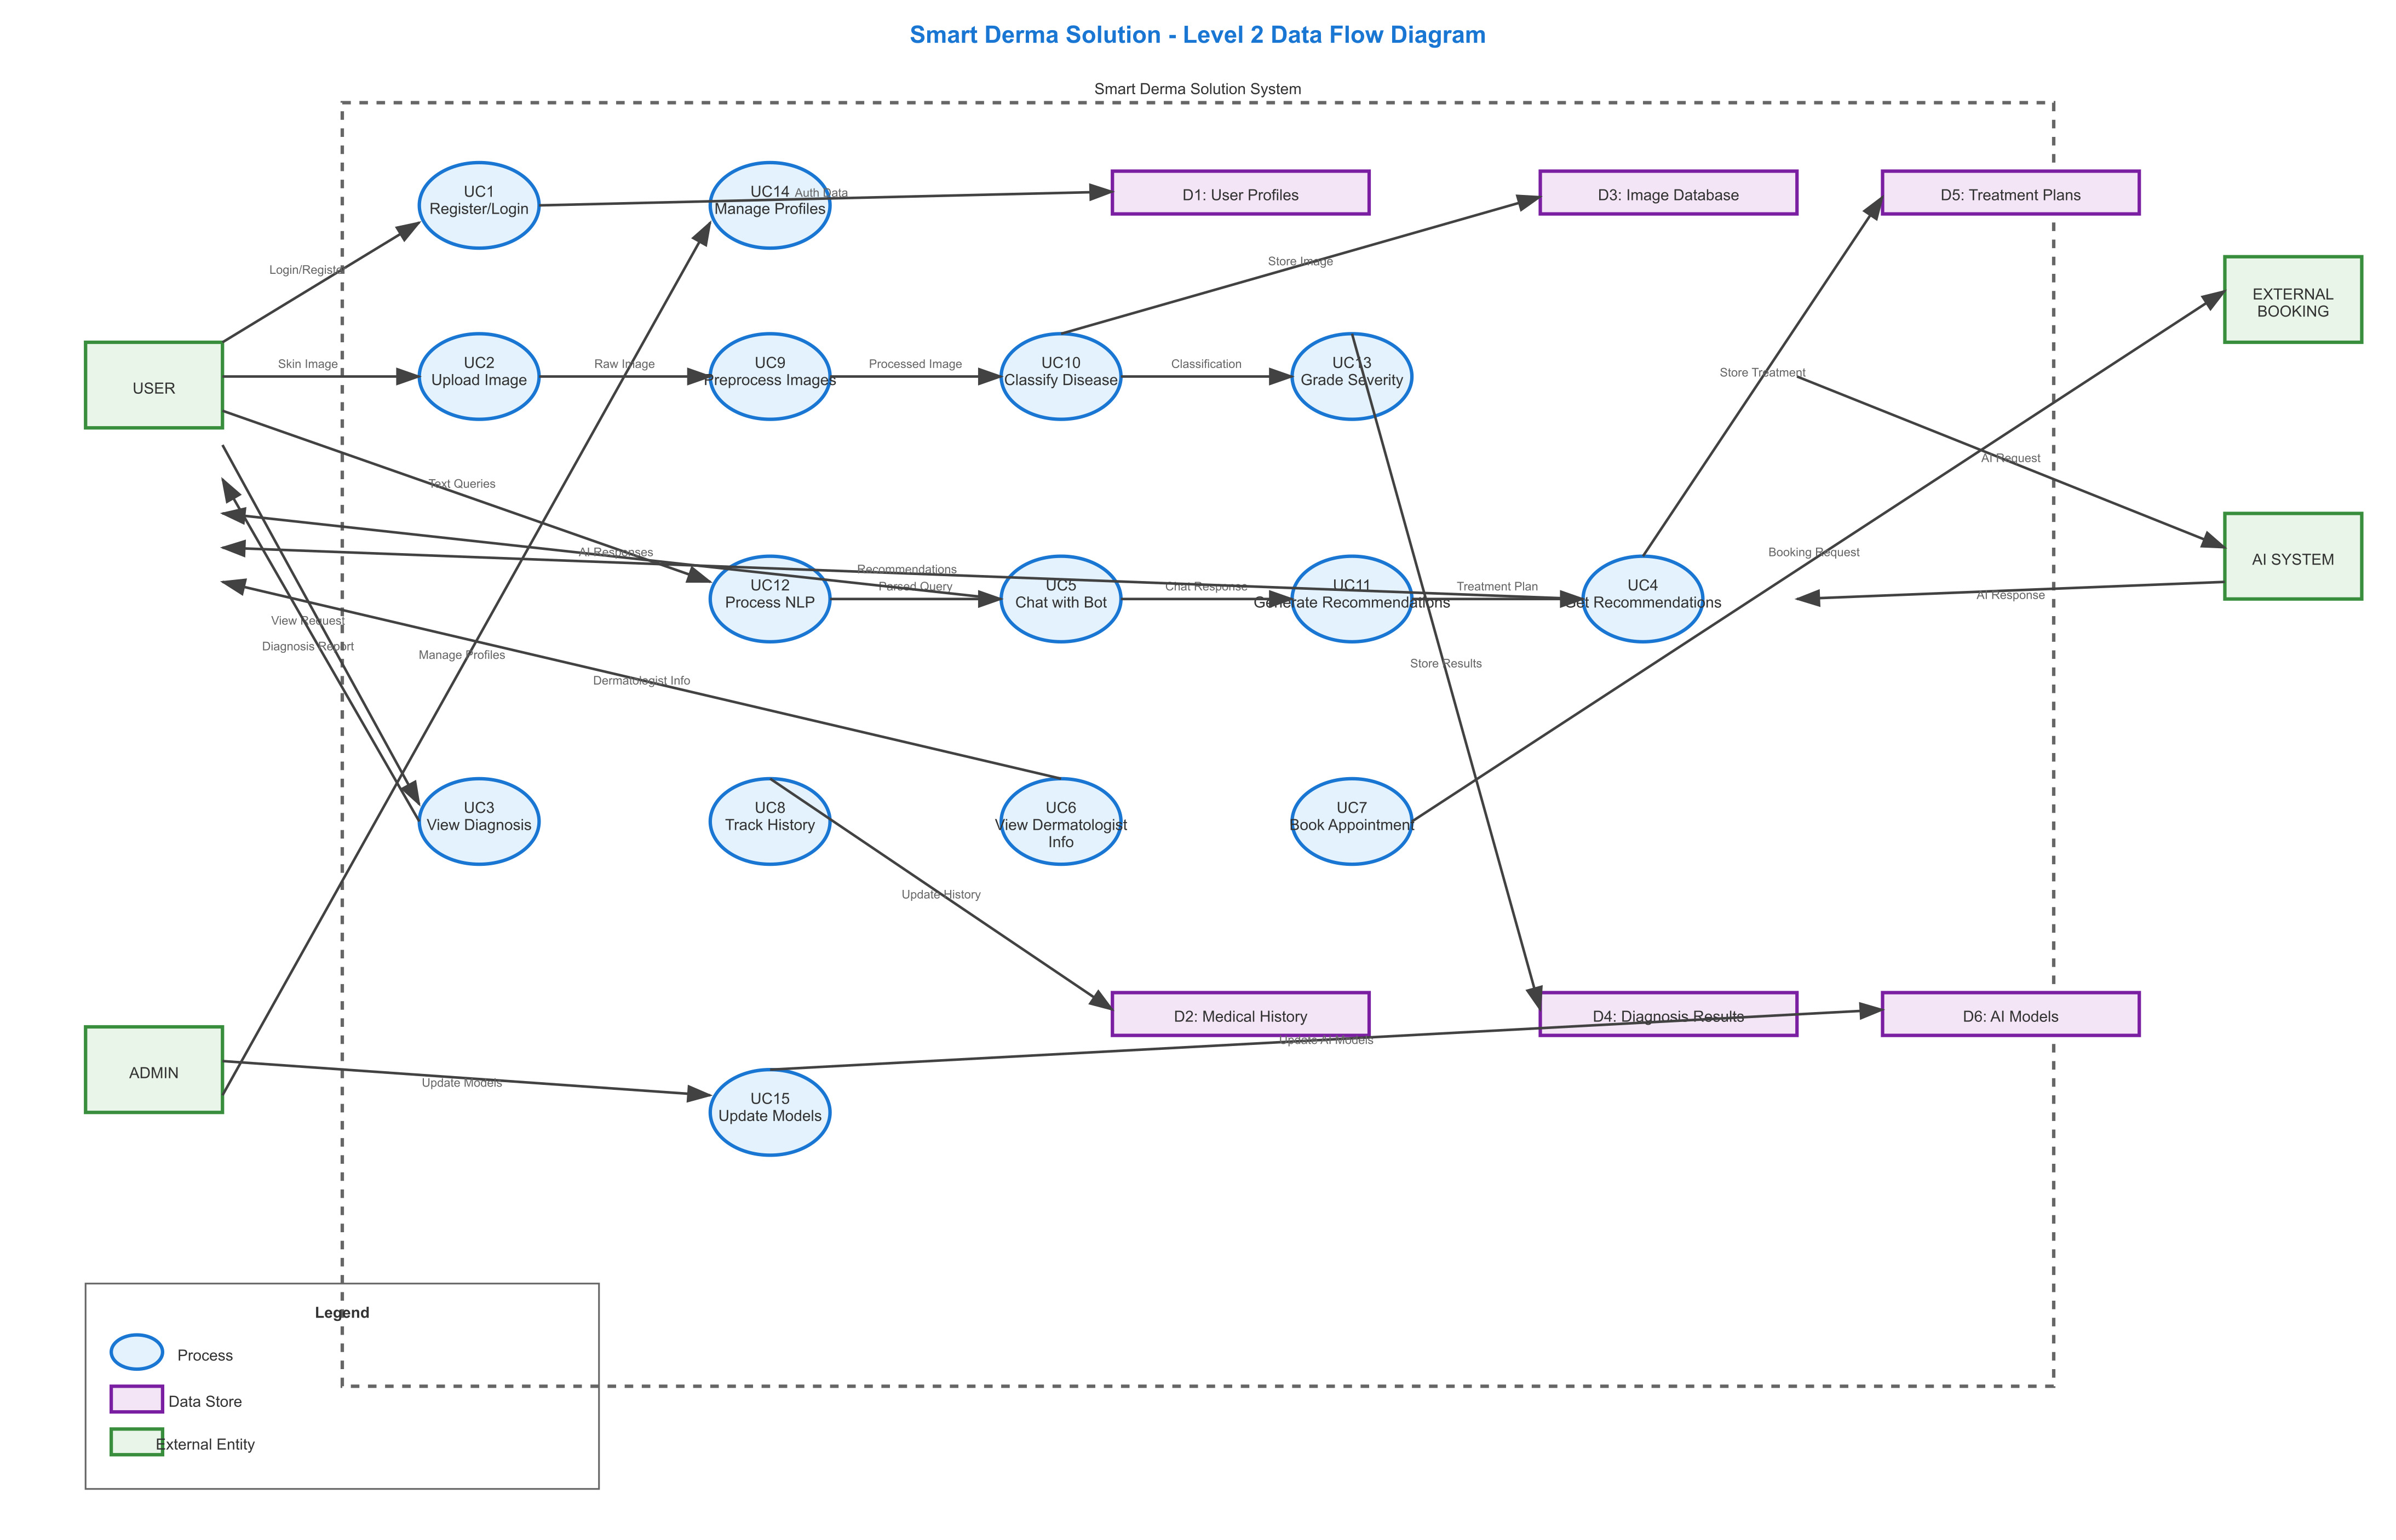 Smart Derma Solution - Level 2 Data Flow Diagram
Smart Derma Solution System
UC1
Register/Login
UC14
Manage Profiles
Auth Data
D1: User Profiles
D3: Image Database
D5: Treatment Plans
Login/Register
Store Image
EXTERNAL
BOOKING
USER
Skin Image
UC2
Upload Image
Raw Image
UC9
Preprocess Images
Processed Image
UC10
Classify Disease
Classification
UC13
Grade Severity
Store Treatment
AI Request
Text Queries
AI Responses
Recommendations
Booking Request
AI SYSTEM
AI Response
UC12
Process NLP
Parsed Query
UC5
Chat with Bot
Chat Response
UC11
Generate Recommendations
Treatment Plan
UC4
Get Recommendations
View Request
Diagnosis Report
Manage Profiles
Dermatologist Info
Store Results
UC3
View Diagnosis
UC8
Track History
UC6
View Dermatologist
Info
UC7
Book Appointment
Update History
D2: Medical History
D4: Diagnosis Results
D6: AI Models
Update AI Models
ADMIN
Update Models
UC15
Update Models
Legend
Process
Data Store
External Entity